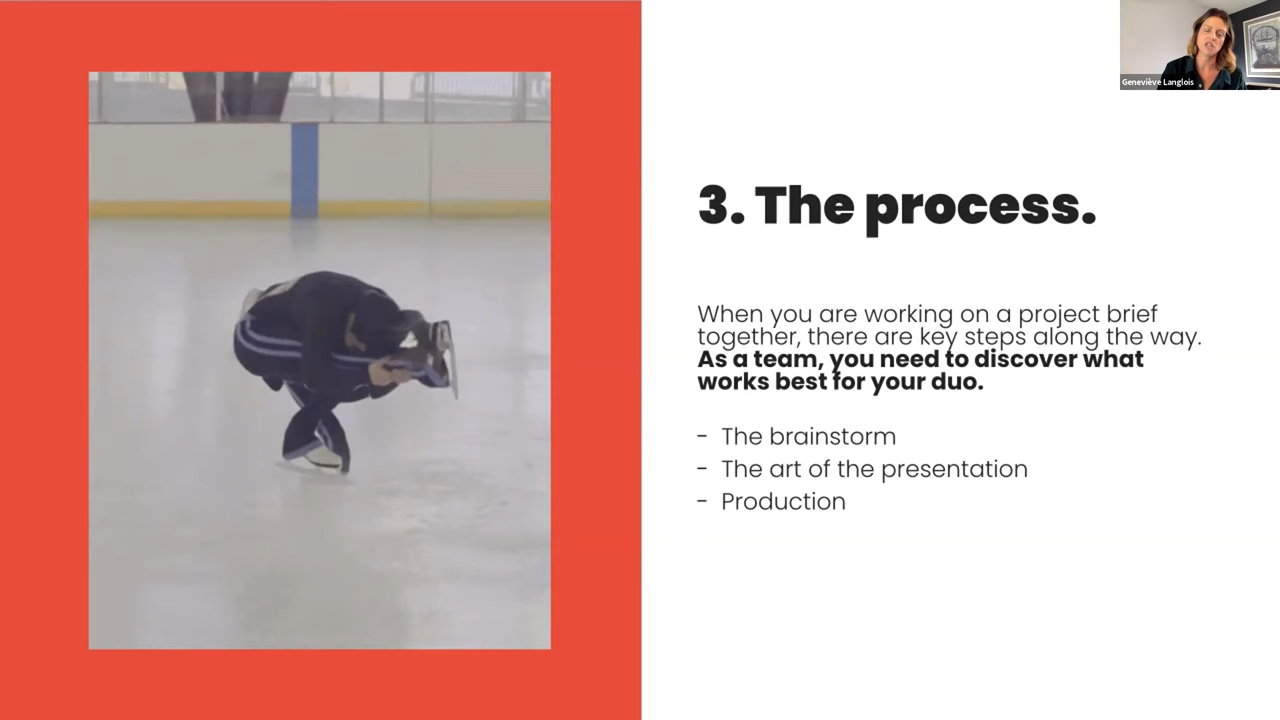 Geneviève Langlois
3. The process.
When you are working on a project brief
together, there are key steps along the way.
As a team, you need to discover what
works best for your duo.
- The brainstorm
- The art of the presentation
- Production